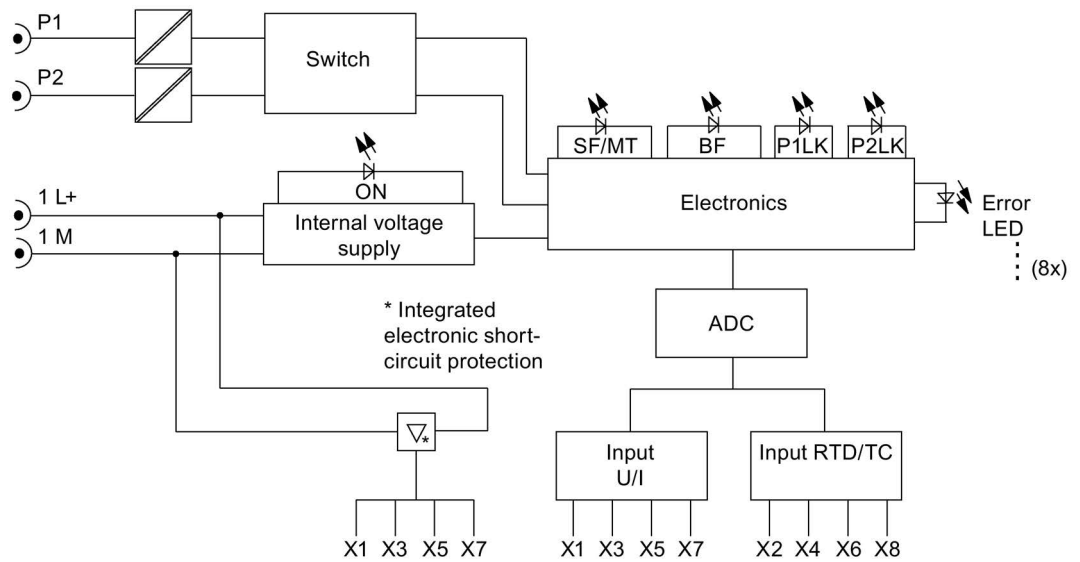 P1
Switch
P2
SF/MT
BF
P1LK
P2LK
ON
1 L+
Internal voltage
supply
Electronics
Error
LED
1 M
(8x)
* Integrated
electronic short-
circuit protection
ADC
*
Input
U/I
Input RTD/TC
X1 X3 X5 X7
X1 X3 X5 X7
X2 X4 X6 X8